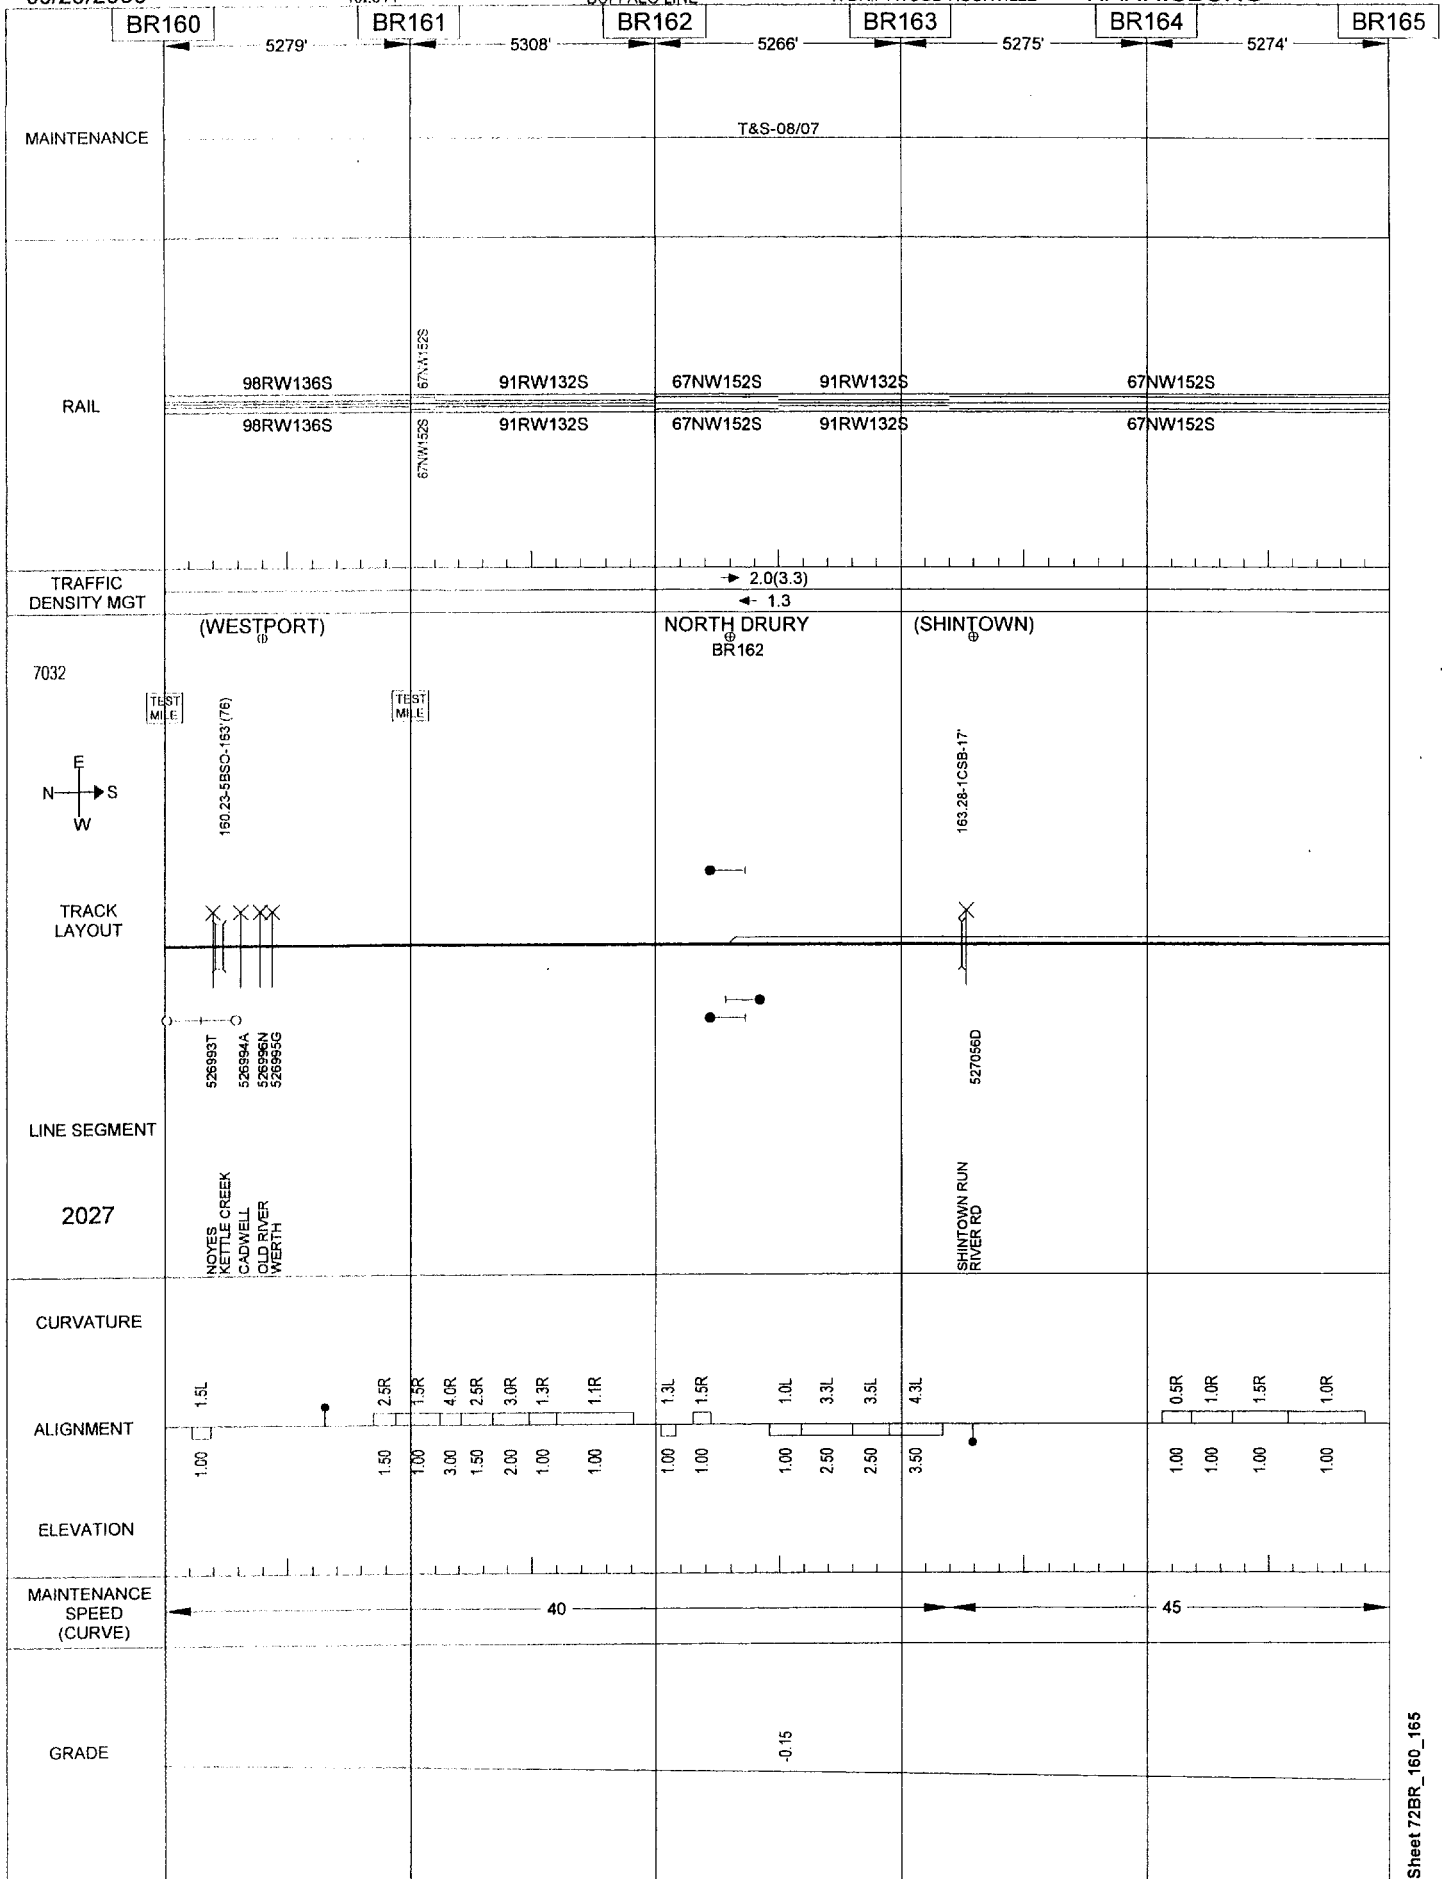 BR160 BR161 BR162 BR163 BR164 BR165
5279' 5308' 5266' 5275' 5274'
MAINTENANCE
T&S-08/07
RAIL
98RW136S 67NW152S 91RW132S 67NW152S 91RW132S 67NW152S
98RW136S 67NW152S 91RW132S 67NW152S 91RW132S 67NW152S
TRAFFIC
DENSITY MGT
2.0(3.3)
1.3
(WESTPORT) NORTH DRURY (SHINTOWN)
BR162
7032
TEST
MILE
TEST
MILE
160.23-5BSO-163'(76)
163.28-1CSB-17'
E
N S
W
TRACK
LAYOUT
526993T
526994A
526996N
526995G
527056D
LINE SEGMENT
2027
NOYES
KETTLE CREEK
CADWELL
OLD RIVER
WERTH
SHINTOWN RUN
RIVER RD
CURVATURE
1.5L 2.5R 1.5R 4.0R 2.5R 3.0R 1.3R 1.1R 1.3L 1.5R 1.0L 3.3L 3.5L 4.3L 0.5R 1.0R 1.5R 1.0R
ALIGNMENT
1.00 1.50 1.00 3.00 1.50 2.00 1.00 1.00 1.00 1.00 1.00 2.50 2.50 3.50 1.00 1.00 1.00 1.00
ELEVATION
MAINTENANCE
SPEED
(CURVE)
40 45
GRADE
-0.15
Sheet 72BR_160_165